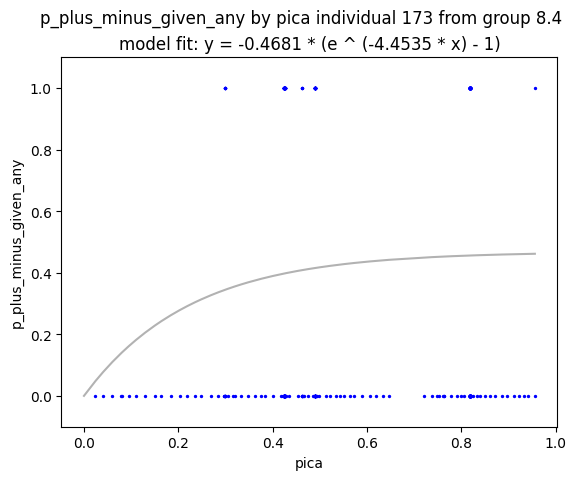 p_plus_minus_given_any by pica individual 173 from group 8.4
model fit: y = -0.4681 * (e ^ (-4.4535 * x) - 1)
1.0
0.8
0.6
0.4
0.2
0.0
p_plus_minus_given_any
0.0 0.2 0.4 0.6 0.8 1.0
pica